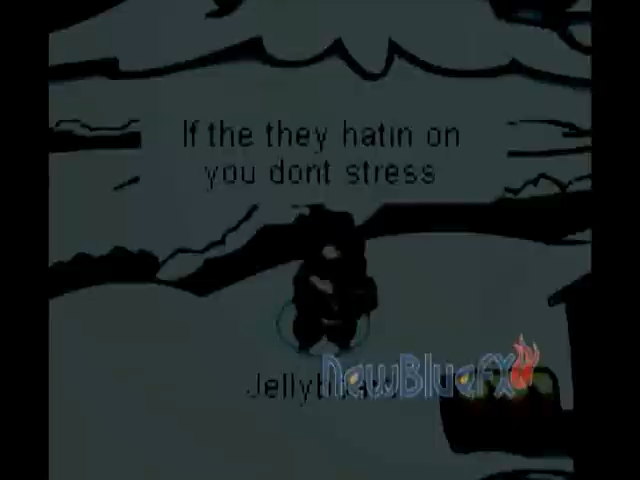 If the they hatin on
you dont stress
NewBlueFX